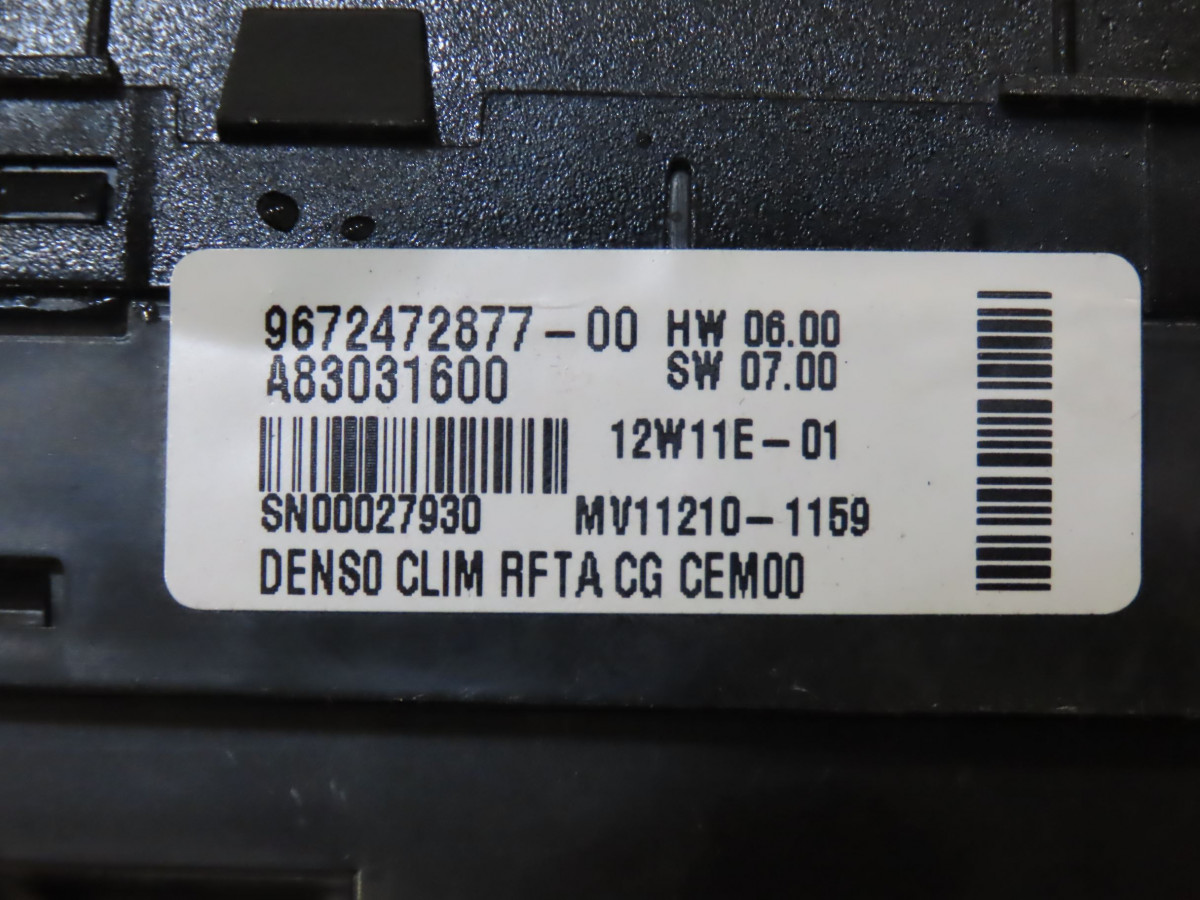 9672472877-00 HW 06.00
A83031600 SW 07.00
12W11E-01
SN00027930 MV11210-1159
DENSO CLIM RFTA CG CEM00